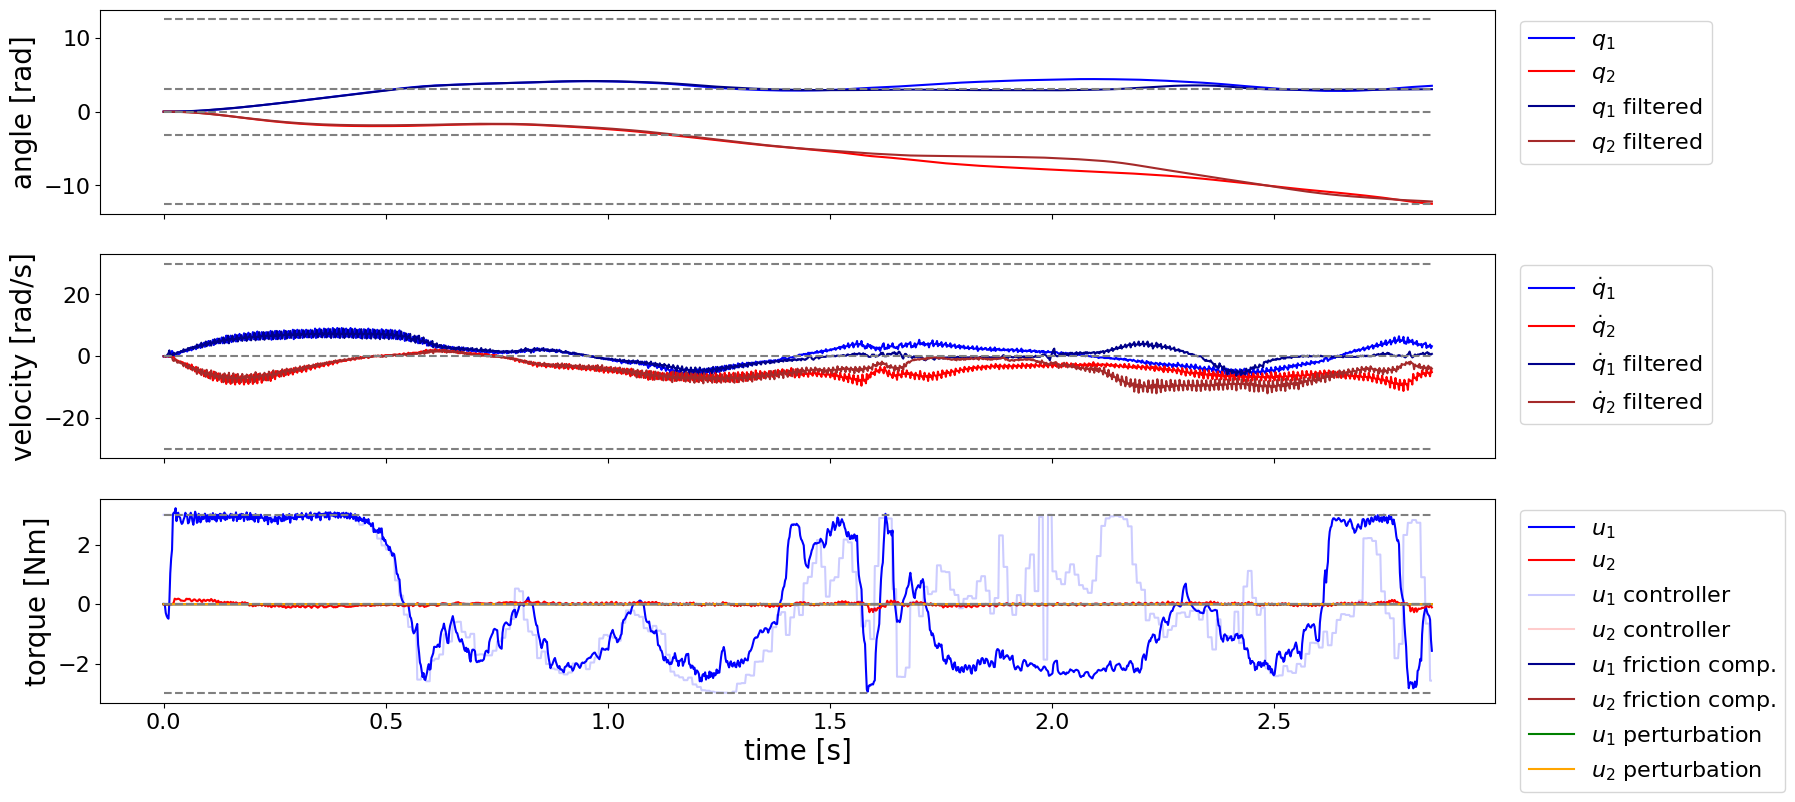 angle [rad]
10
0
−10
q₁
q₂
q₁ filtered
q₂ filtered
velocity [rad/s]
20
0
−20
q̇₁
q̇₂
q̇₁ filtered
q̇₂ filtered
torque [Nm]
2
0
−2
0.0
0.5
1.0
1.5
2.0
2.5
time [s]
u₁
u₂
u₁ controller
u₂ controller
u₁ friction comp.
u₂ friction comp.
u₁ perturbation
u₂ perturbation